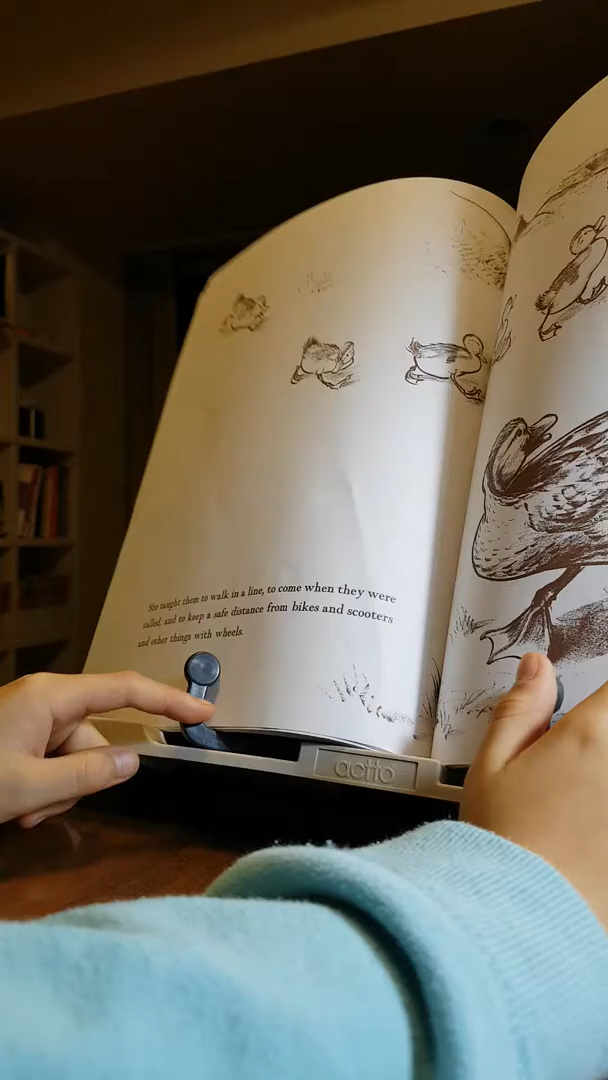 She taught them to walk in a line, to come when they were
called, and to keep a safe distance from bikes and scooters
and other things with wheels.
actto